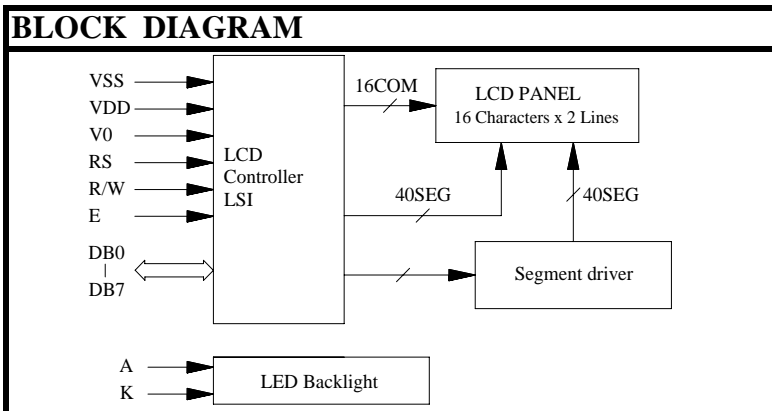 BLOCK DIAGRAM
VSS
VDD
V0
RS
R/W
E
DB0
DB7
LCD
Controller
LSI
16COM
LCD PANEL
16 Characters x 2 Lines
40SEG
40SEG
Segment driver
A
K
LED Backlight